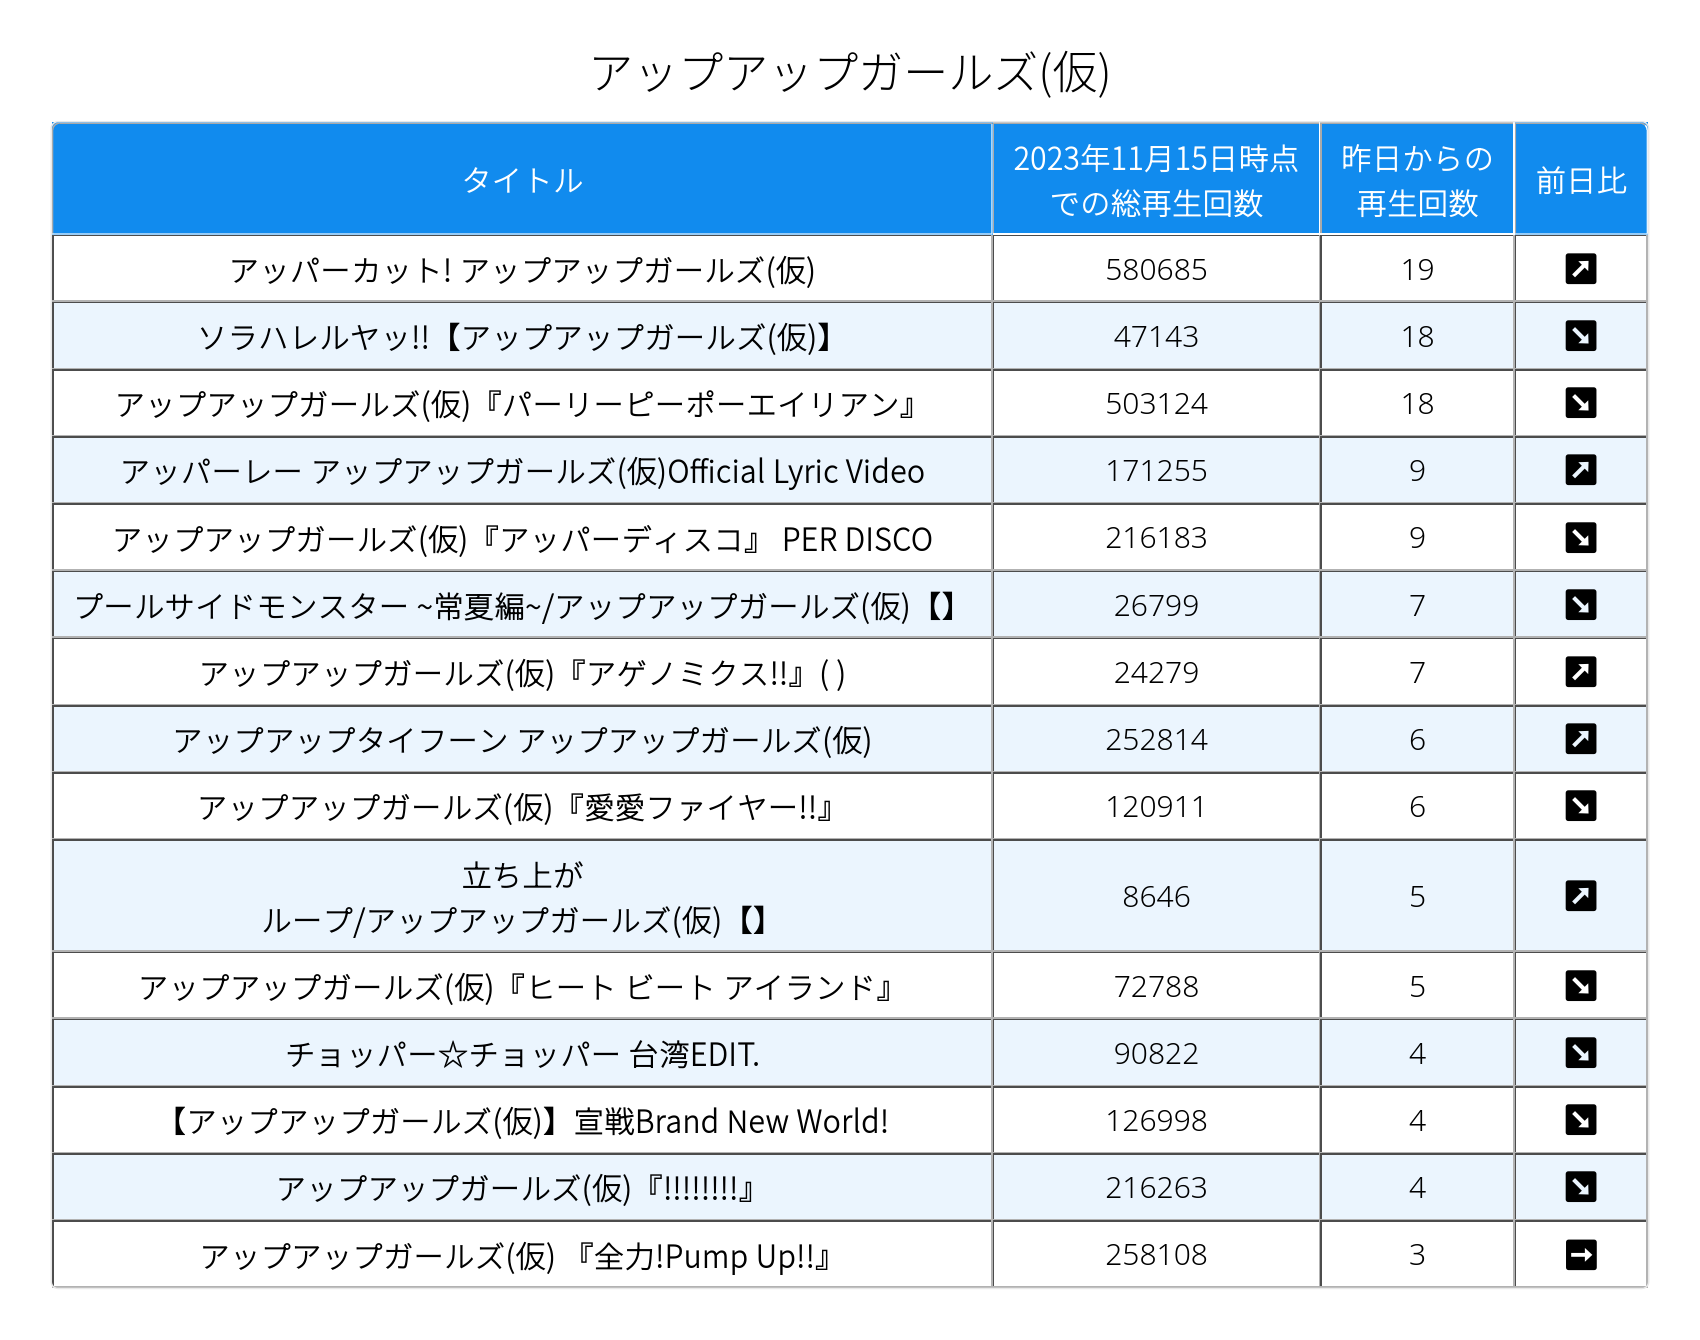 アップアップガールズ(仮)
タイトル
2023年11月15日時点
での総再生回数
昨日からの
再生回数
前日比
アッパーカット! アップアップガールズ(仮) 580685 19
ソラハレルヤッ!!【アップアップガールズ(仮)】 47143 18
アップアップガールズ(仮)『パーリーピーポーエイリアン』 503124 18
アッパーレー アップアップガールズ(仮)Official Lyric Video 171255 9
アップアップガールズ(仮)『アッパーディスコ』 PER DISCO 216183 9
プールサイドモンスター ~常夏編~/アップアップガールズ(仮)【】 26799 7
アップアップガールズ(仮)『アゲノミクス!!』( ) 24279 7
アップアップタイフーン アップアップガールズ(仮) 252814 6
アップアップガールズ(仮)『愛愛ファイヤー!!』 120911 6
立ち上が
ループ/アップアップガールズ(仮)【】 8646 5
アップアップガールズ(仮)『ヒート ビート アイランド』 72788 5
チョッパー☆チョッパー 台湾EDIT. 90822 4
【アップアップガールズ(仮)】宣戦Brand New World! 126998 4
アップアップガールズ(仮)『!!!!!!!!』 216263 4
アップアップガールズ(仮) 『全力!Pump Up!!』 258108 3